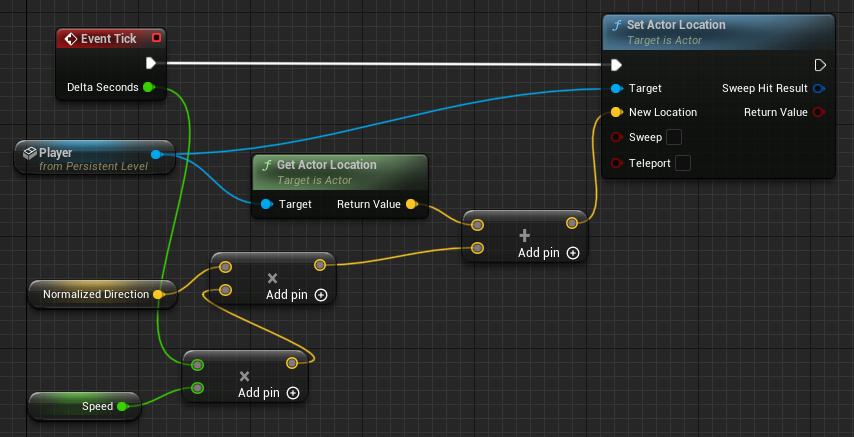 Event Tick
Delta Seconds
Player
from Persistent Level
f Get Actor Location
Target is Actor
Target
Return Value
f Set Actor Location
Target is Actor
Target
Sweep Hit Result
New Location
Return Value
Sweep
Teleport
+
Add pin
Normalized Direction
×
Add pin
×
Add pin
Speed